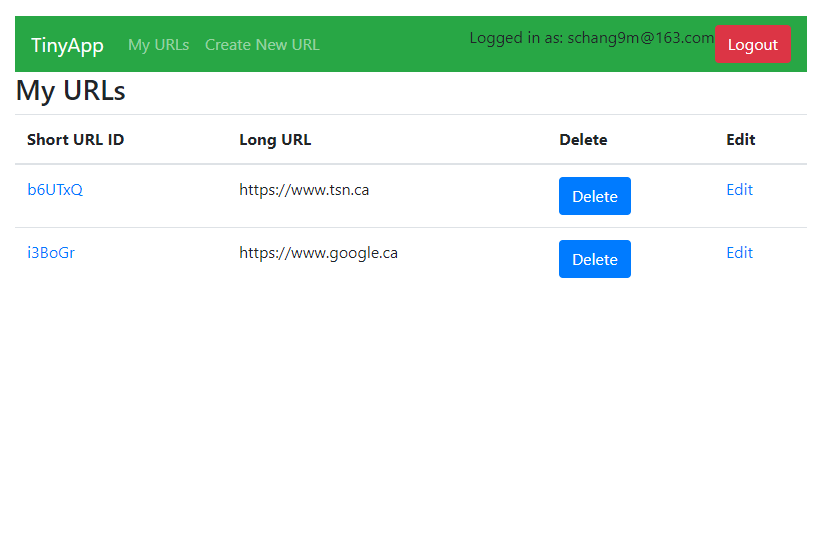 TinyApp My URLs Create New URL Logged in as: schang9m@163.com Logout
My URLs
Short URL ID Long URL Delete Edit
b6UTxQ https://www.tsn.ca Delete Edit
i3BoGr https://www.google.ca Delete Edit